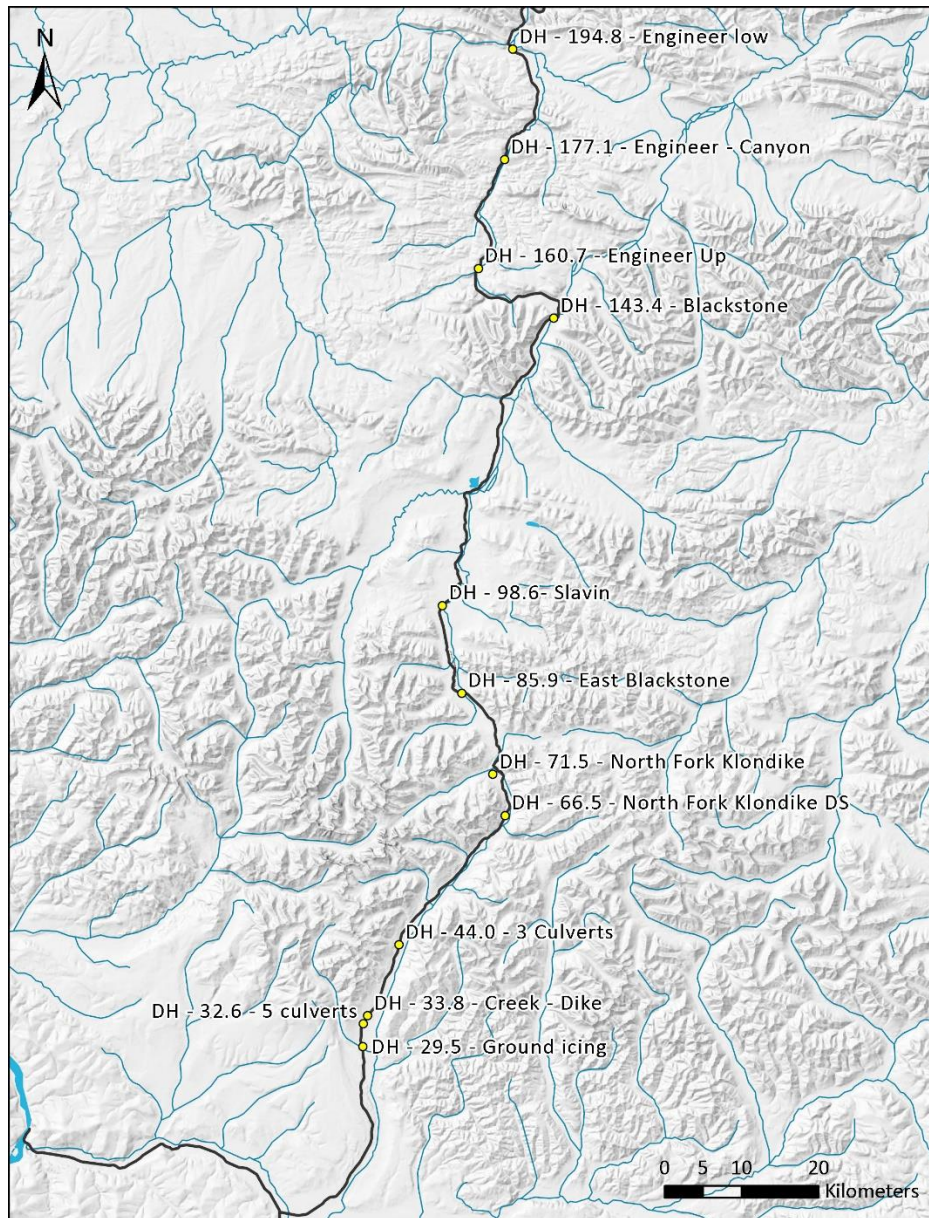 DH - 194.8 - Engineer low
N
DH - 177.1 - Engineer - Canyon
DH - 160.7 - Engineer Up
DH - 143.4 - Blackstone
DH - 98.6- Slavin
DH - 85.9 - East Blackstone
DH - 71.5 - North Fork Klondike
DH - 66.5 - North Fork Klondike DS
DH - 44.0 - 3 Culverts
DH - 33.8 - Creek - Dike
DH - 32.6 - 5 culverts
DH - 29.5 - Ground icing
0 5 10 20
Kilometers